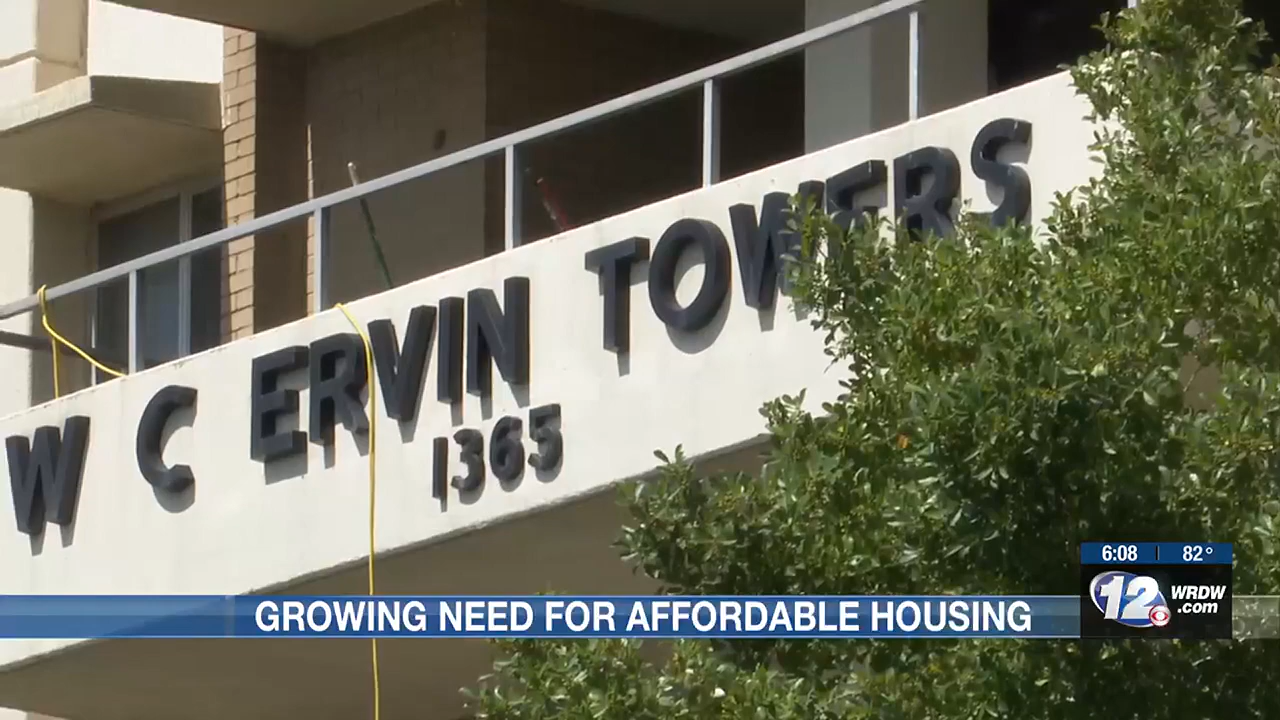 W C ERVIN TOWERS
1365
6:08 | 82°
12 WRDW
.com
GROWING NEED FOR AFFORDABLE HOUSING